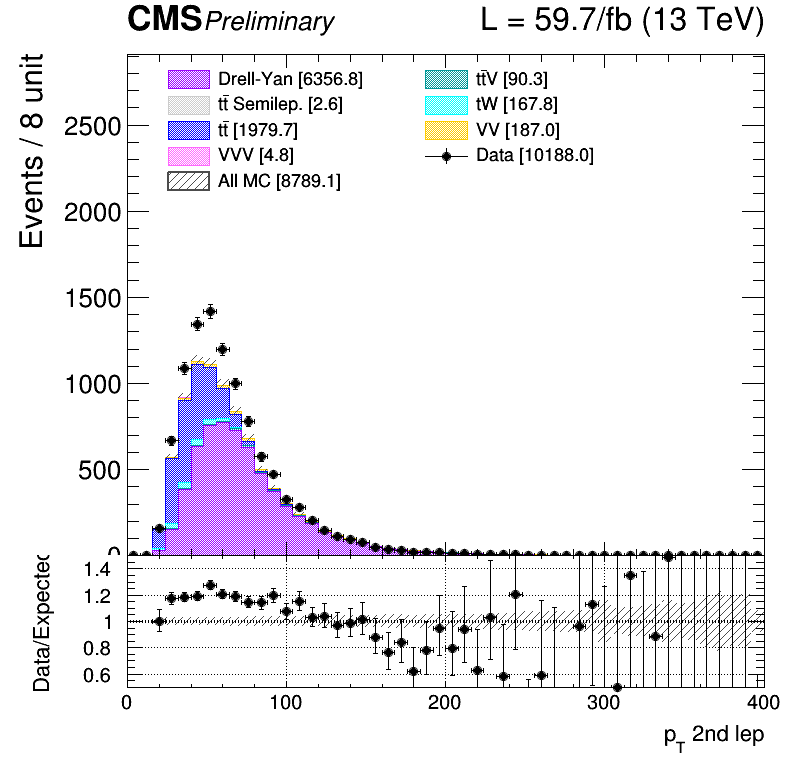 CMS Preliminary L = 59.7/fb (13 TeV)
Drell-Yan [6356.8]
tt̄ Semilep. [2.6]
tt̄ [1979.7]
VVV [4.8]
All MC [8789.1]
tt̄V [90.3]
tW [167.8]
VV [187.0]
Data [10188.0]
Events / 8 unit
2500
2000
1500
1000
500
0
Data/Expected
1.4
1.2
1
0.8
0.6
0 100 200 300 400
p_T 2nd lep